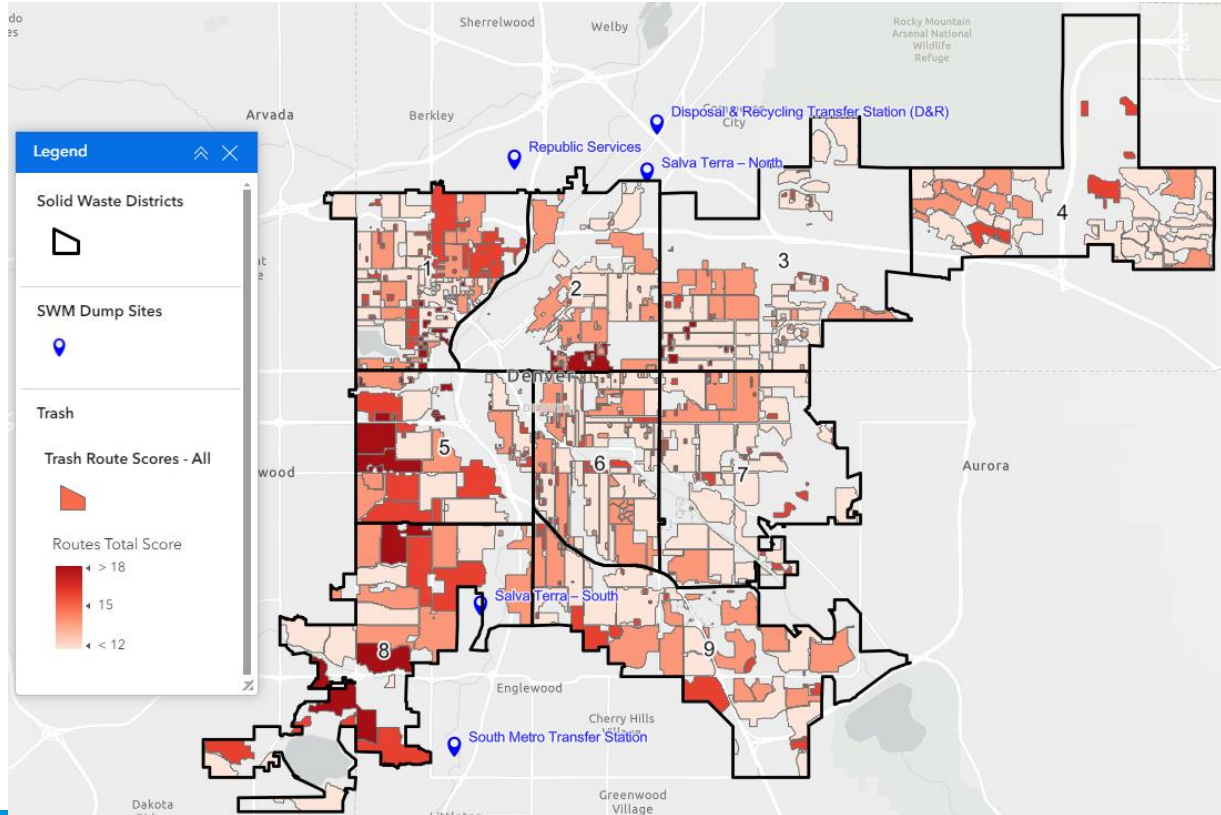 Sherrelwood
Welby
Rocky Mountain
Arsenal National
Wildlife
Refuge
Arvada
Berkley
Disposal & Recycling Transfer Station (D&R)
City
Republic Services
Salva Terra – North
Legend
Solid Waste Districts
SWM Dump Sites
Trash
Trash Route Scores - All
Routes Total Score
> 18
15
< 12
1
2
3
4
Denver
5
6
7
wood
Aurora
Salva Terra – South
8
9
Englewood
Cherry Hills
South Metro Transfer Station
Greenwood
Village
Dakota